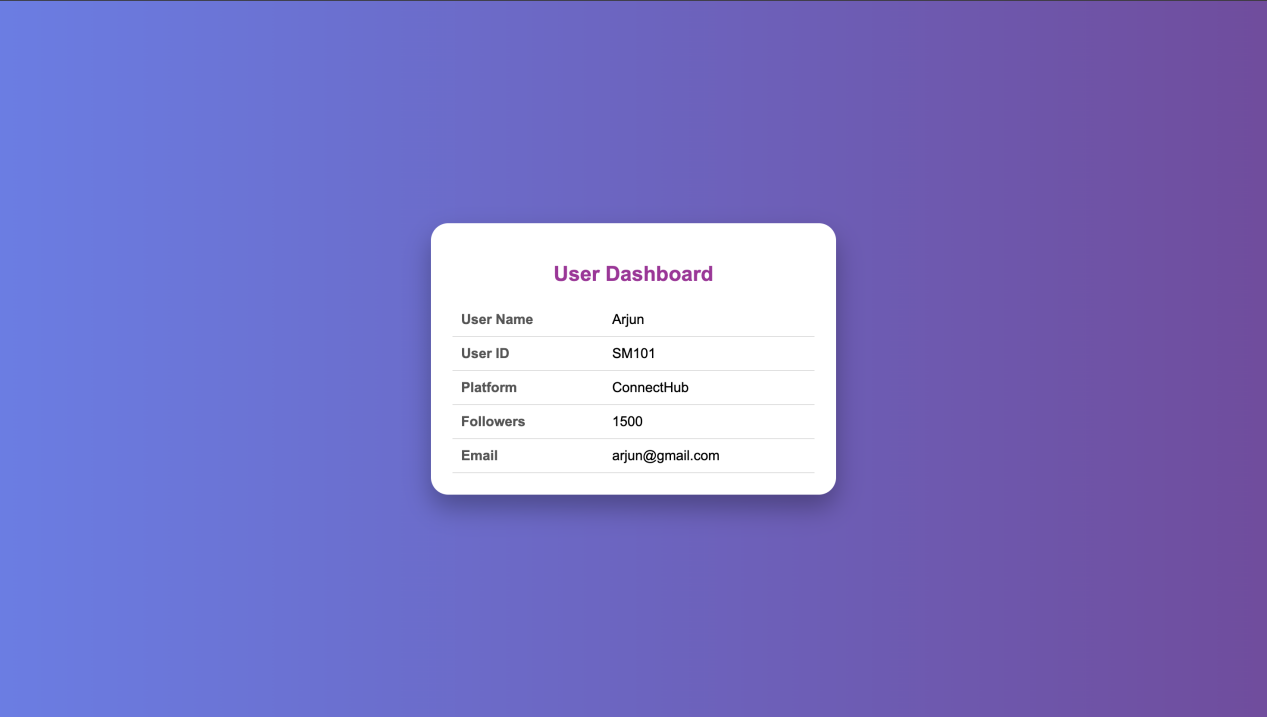 User Dashboard
User Name Arjun
User ID SM101
Platform ConnectHub
Followers 1500
Email arjun@gmail.com